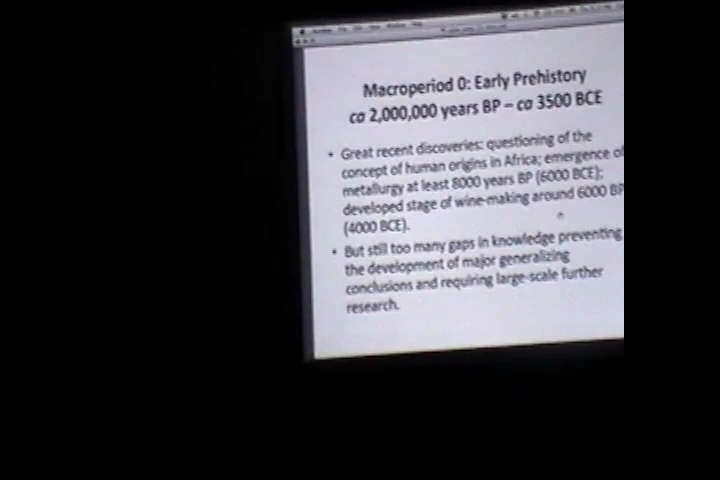 Macroperiod 0: Early Prehistory
ca 2,000,000 years BP – ca 3500 BCE
• Great recent discoveries: questioning of the
concept of human origins in Africa; emergence of
metallurgy at least 8000 years BP (6000 BCE);
developed stage of wine-making around 6000 BP
(4000 BCE).
• But still too many gaps in knowledge preventing
the development of major generalizing
conclusions and requiring large-scale further
research.